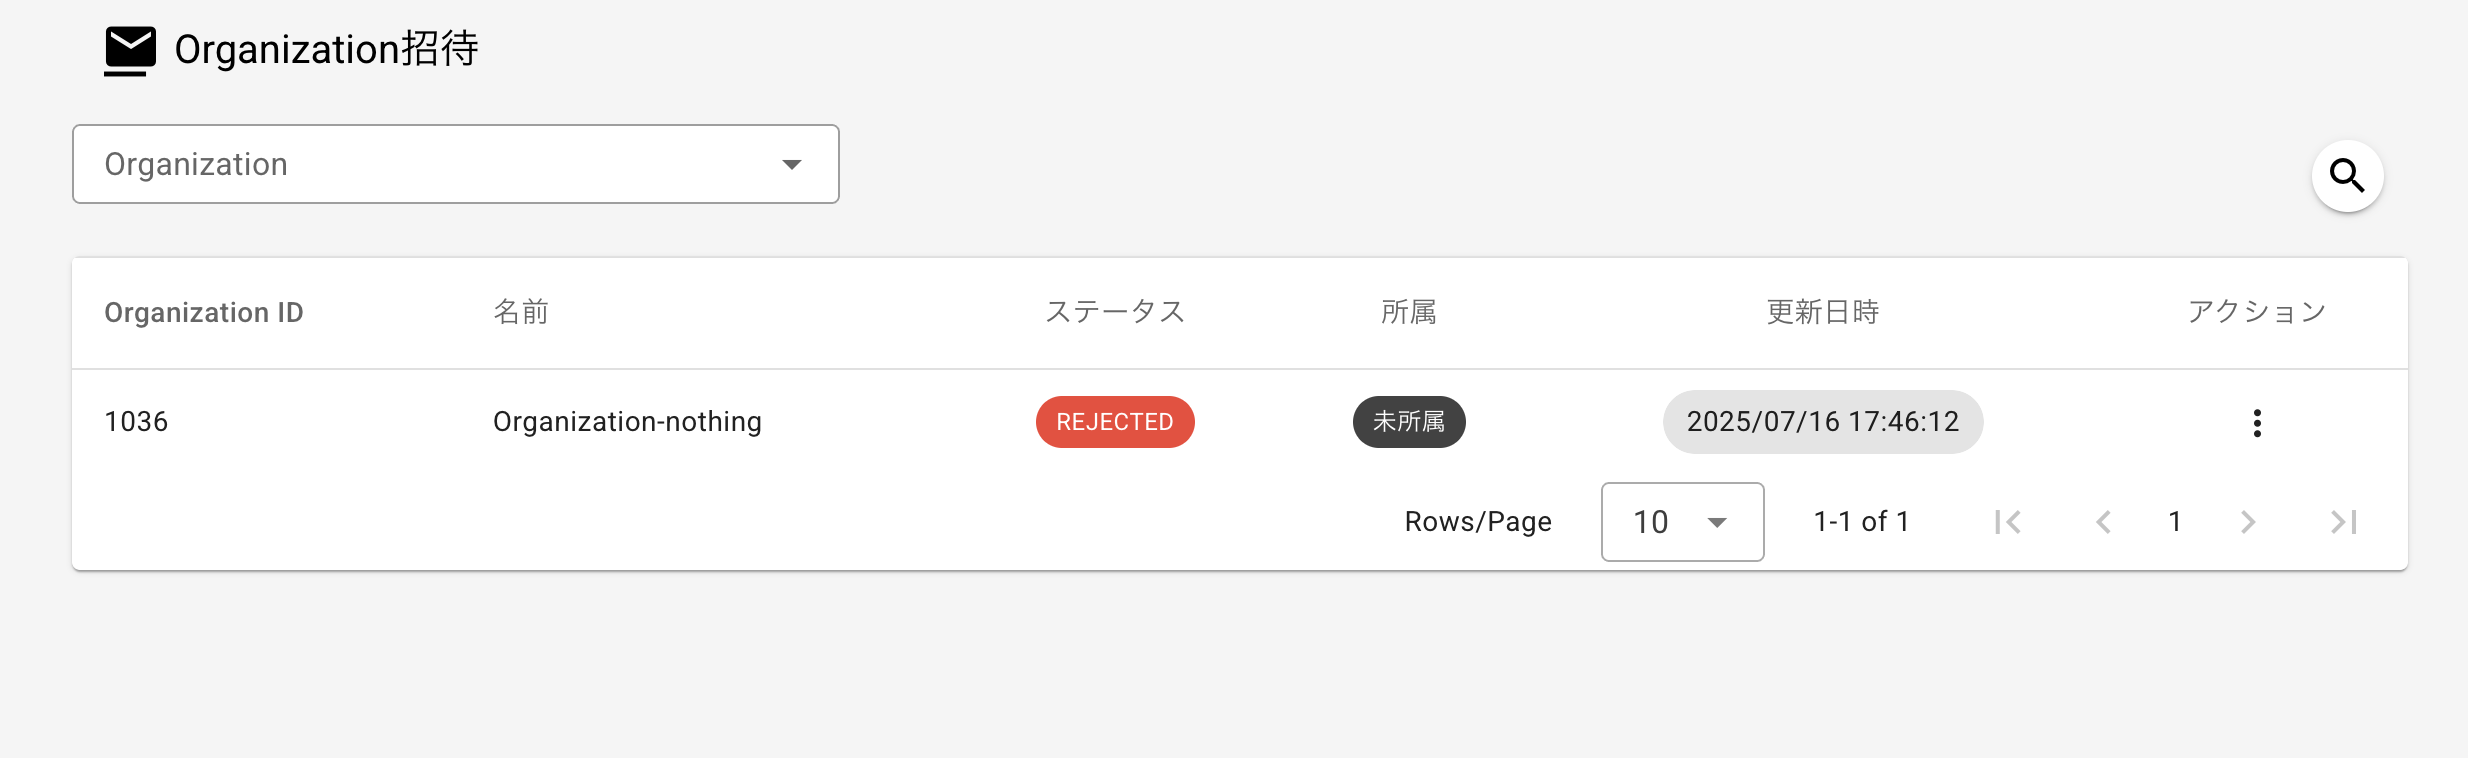 Organization招待
Organization
Organization ID 名前 ステータス 所属 更新日時 アクション
1036 Organization-nothing REJECTED 未所属 2025/07/16 17:46:12
Rows/Page 10 1-1 of 1 1